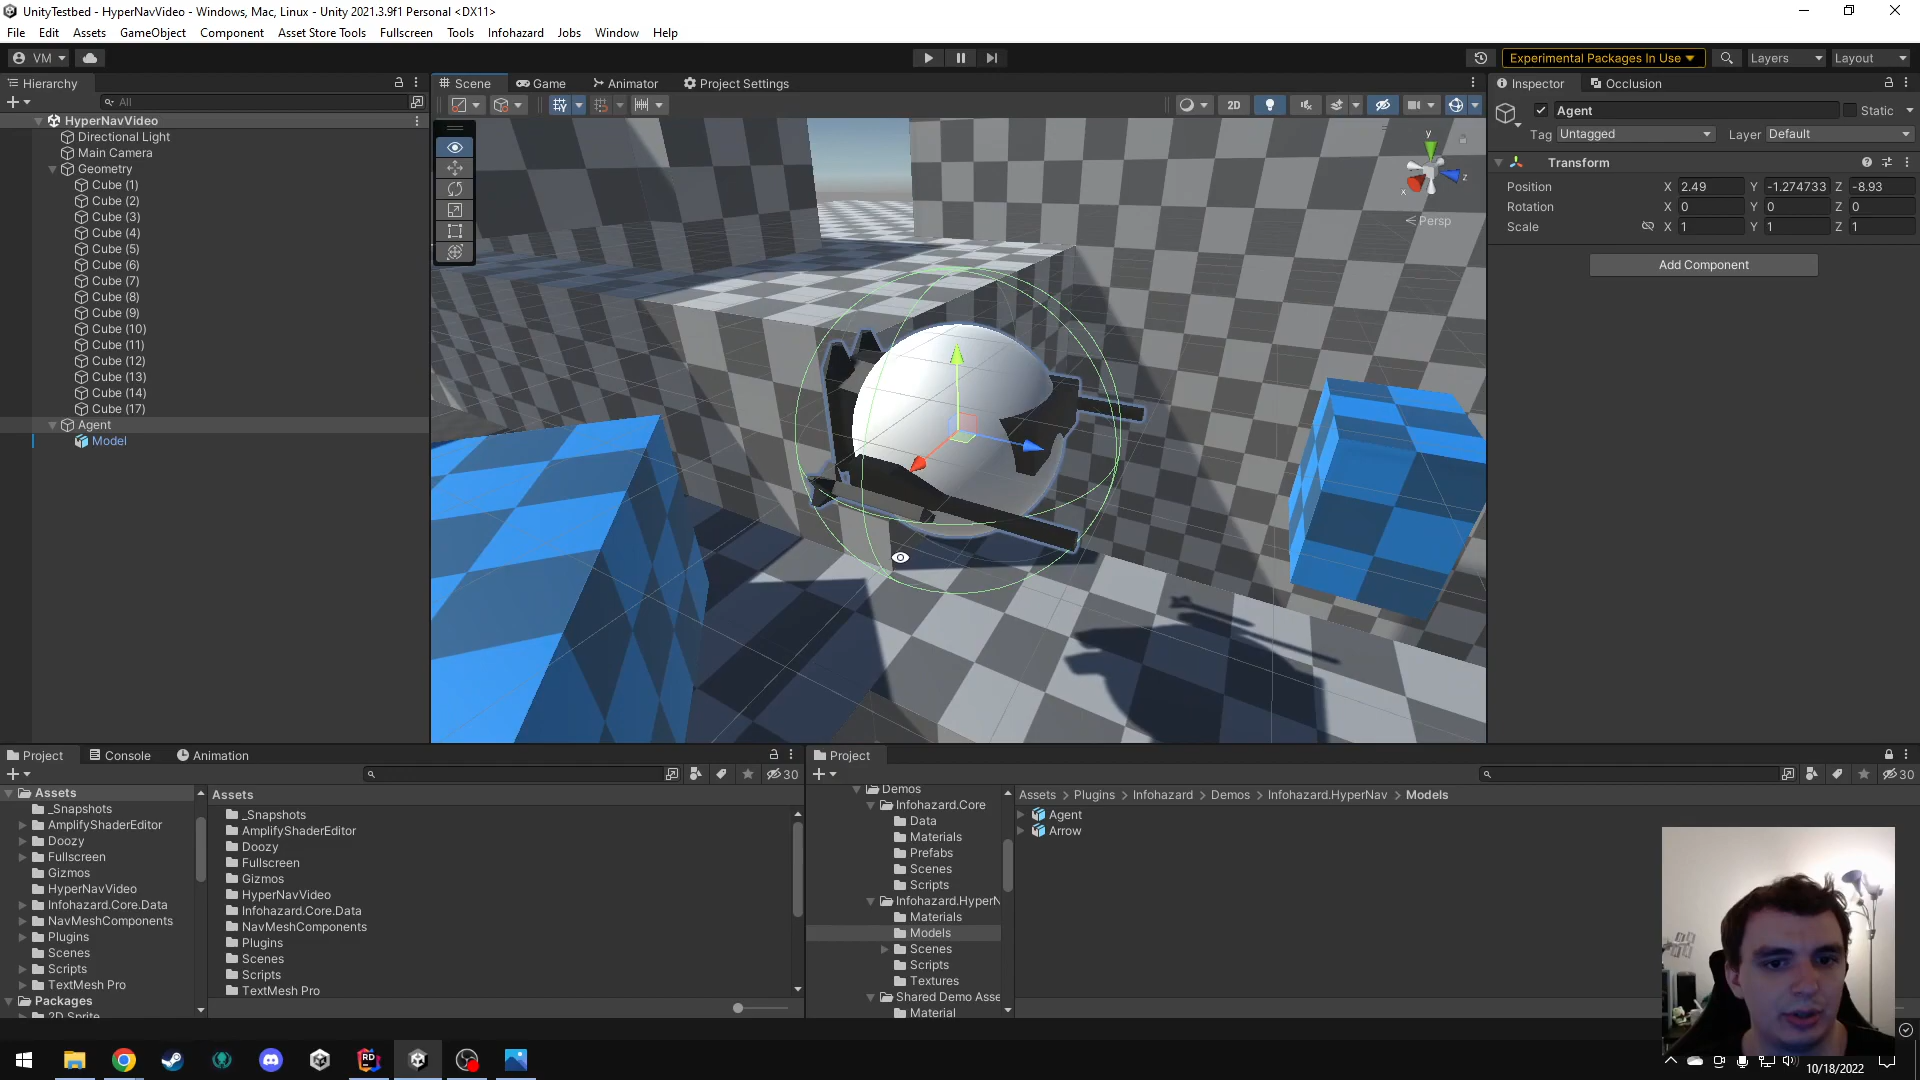 UnityTestbed - HyperNavVideo - Windows, Mac, Linux - Unity 2021.3.9f1 Personal <DX11>
File Edit Assets GameObject Component Asset Store Tools Fullscreen Tools Infohazard Jobs Window Help
VM Experimental Packages In Use Layers Layout
Hierarchy
All
HyperNavVideo
Directional Light
Main Camera
Geometry
Cube (1)
Cube (2)
Cube (3)
Cube (4)
Cube (5)
Cube (6)
Cube (7)
Cube (8)
Cube (9)
Cube (10)
Cube (11)
Cube (12)
Cube (13)
Cube (14)
Cube (17)
Agent
Model
Scene Game Animator Project Settings
2D
y
x z
Persp
Inspector Occlusion
Agent Static
Tag Untagged Layer Default
Transform
Position X 2.49 Y -1.274733 Z -8.93
Rotation X 0 Y 0 Z 0
Scale X 1 Y 1 Z 1
Add Component
Project Console Animation
30
Assets
_Snapshots
AmplifyShaderEditor
Doozy
Fullscreen
Gizmos
HyperNavVideo
Infohazard.Core.Data
NavMeshComponents
Plugins
Scenes
Scripts
TextMesh Pro
Packages
2D Sprite
Assets
_Snapshots
AmplifyShaderEditor
Doozy
Fullscreen
Gizmos
HyperNavVideo
Infohazard.Core.Data
NavMeshComponents
Plugins
Scenes
Scripts
TextMesh Pro
Project
30
Demos
Infohazard.Core
Data
Materials
Prefabs
Scenes
Scripts
Infohazard.HyperN
Materials
Models
Scenes
Scripts
Textures
Shared Demo Asse
Material
Assets > Plugins > Infohazard > Demos > Infohazard.HyperNav > Models
Agent
Arrow
RD
10/18/2022